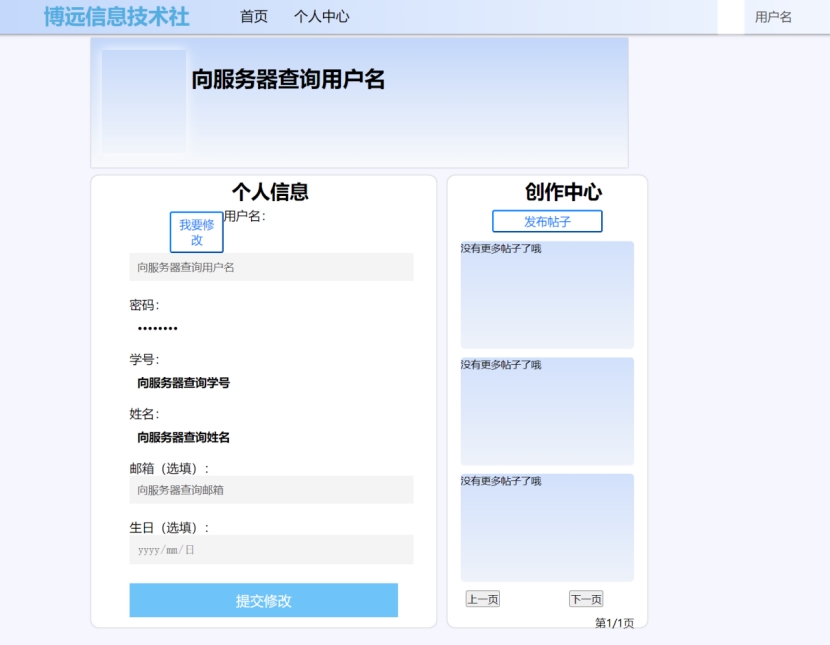 博远信息技术社 首页 个人中心 用户名
向服务器查询用户名
个人信息
我要修
改
用户名:
向服务器查询用户名
密码:
••••••••
学号:
向服务器查询学号
姓名:
向服务器查询姓名
邮箱（选填）:
向服务器查询邮箱
生日（选填）:
yyyy/mm/日
提交修改
创作中心
发布帖子
没有更多帖子了哦
没有更多帖子了哦
没有更多帖子了哦
上一页 下一页
第1/1页